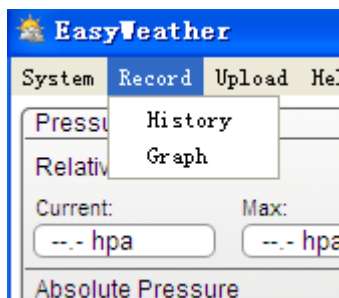 EasyWeather
System Record Upload Hel
History
Graph
Pressu
Relativ
Current: Max:
--.- hpa --.- hpa
Absolute Pressure